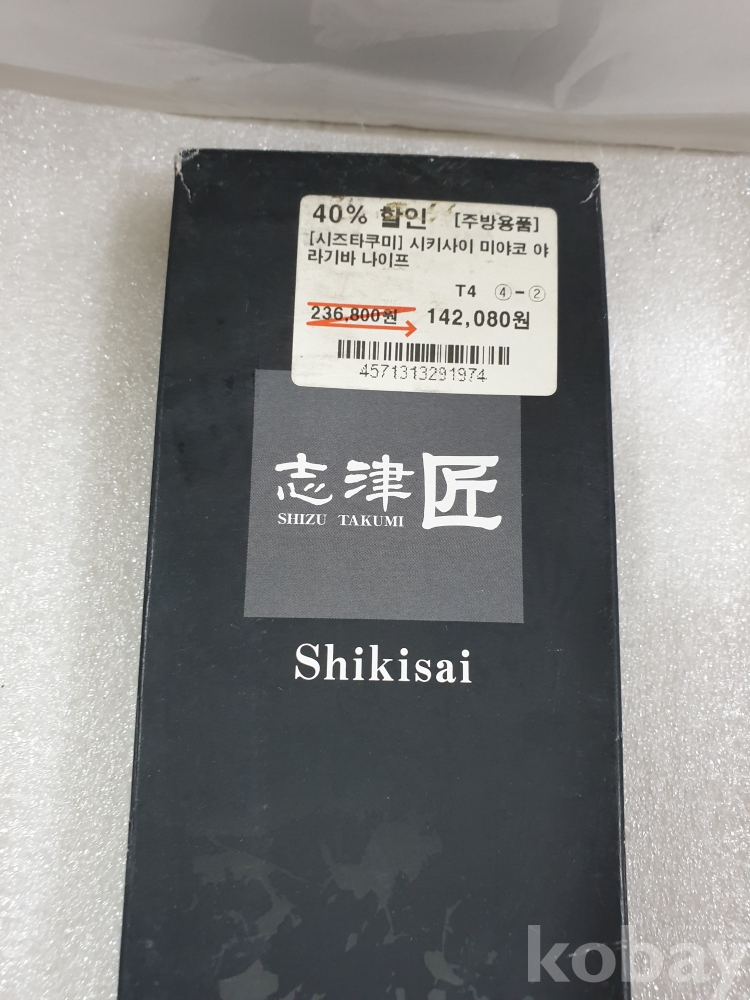 40% 할인 [주방용품]
[시즈타쿠미] 시키사이 미야코 야
라기바 나이프
T4 ④-②
236,800원 142,080원
4571313291974
志津匠
SHIZU TAKUMI
Shikisai
kobay